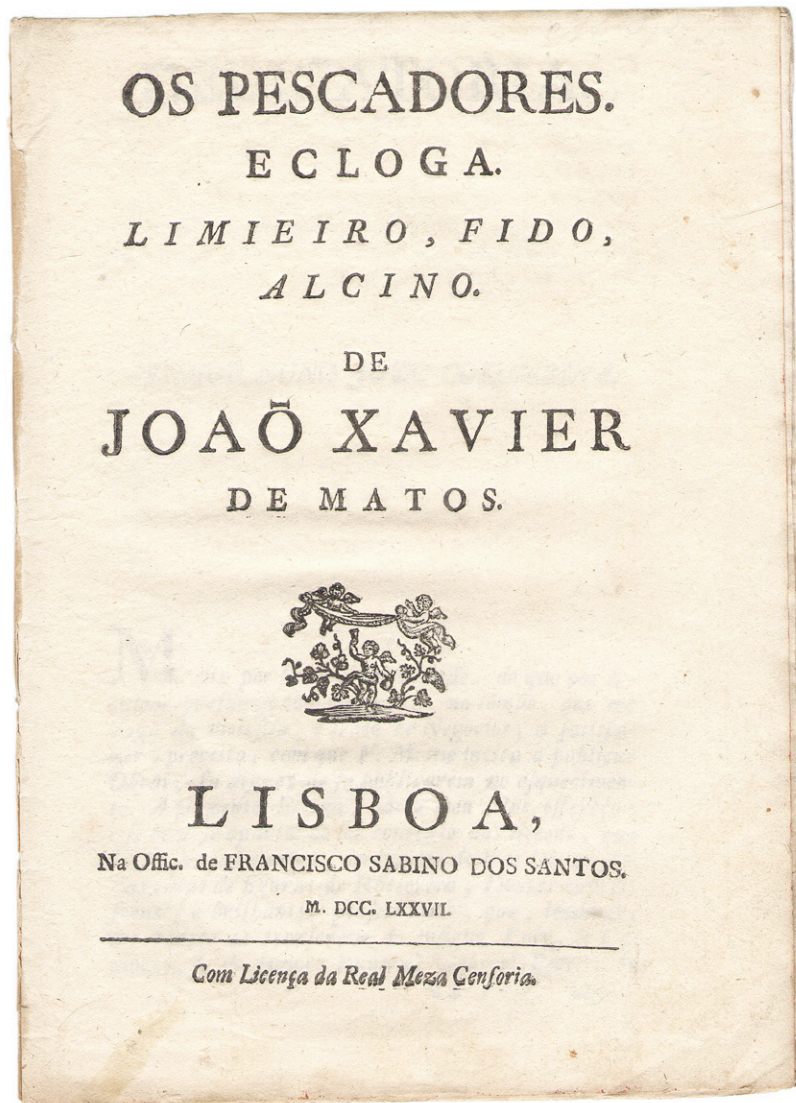 OS PESCADORES.
ECLOGA.
LIMIEIRO, FIDO,
ALCINO.
DE
JOAÕ XAVIER
DE MATOS.
LISBOA,
Na Offic. de FRANCISCO SABINO DOS SANTOS.
M. DCC. LXXVII.
Com Licença da Real Meza Cenſoria.